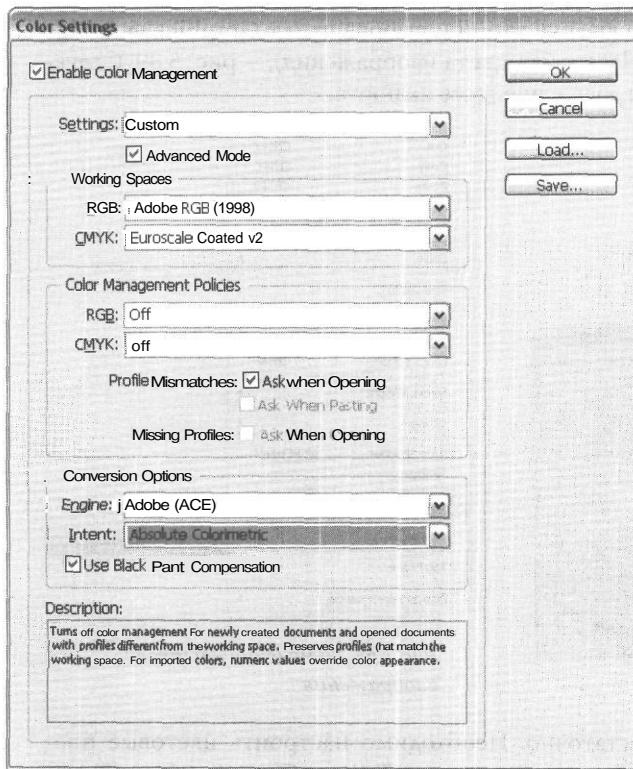 Color Settings
Enable Color Management
OK
Cancel
Settings: Custom
Advanced Mode
Load...
Save...
Working Spaces
RGB: Adobe RGB (1998)
CMYK: Euroscale Coated v2
Color Management Policies
RGB: Off
CMYK: off
Profile Mismatches: Ask when Opening
Ask When Pasting
Missing Profiles: Ask When Opening
Conversion Options
Engine: j Adobe (ACE)
Intent: Absolute Colorimetric
Use Black Pant Compensation
Description:
Turns off color management For newly created documents and opened documents
with profiles different from the working space. Preserves profiles (hat match the
working space. For imported colors, numeric values override color appearance.